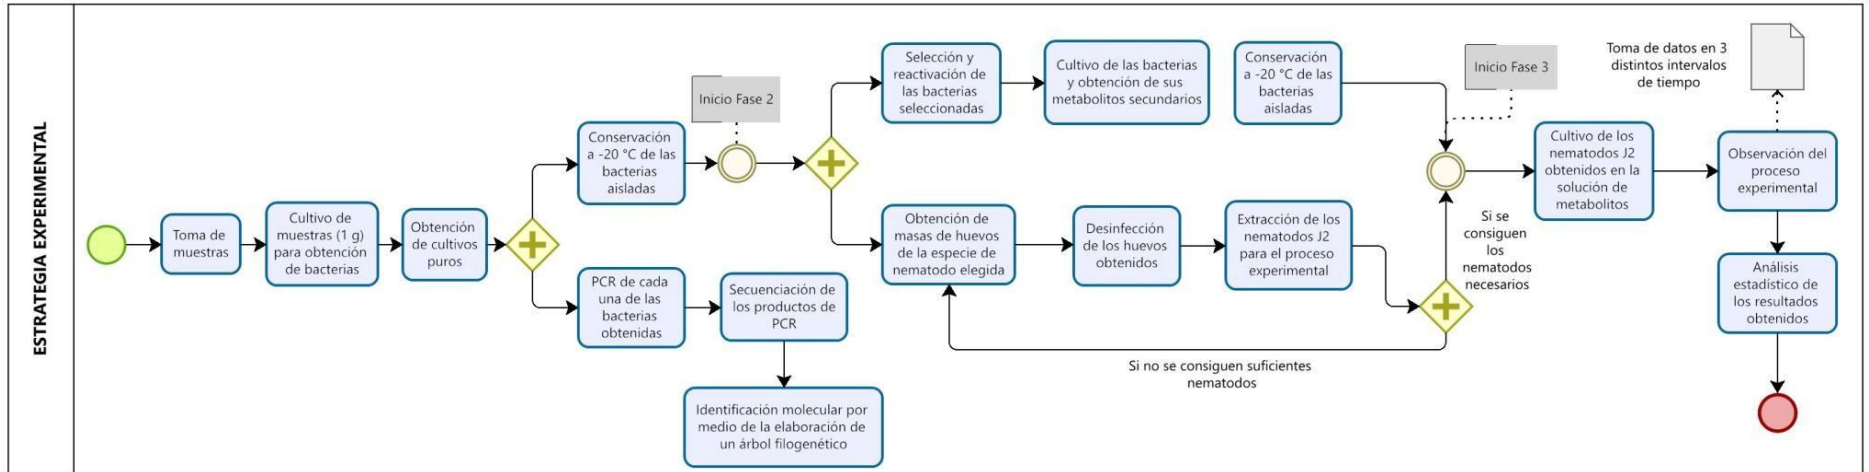 ESTRATEGIA EXPERIMENTAL
Toma de
muestras
Cultivo de
muestras (1 g)
para obtención
de bacterias
Obtención
de cultivos
puros
Conservación
a -20 °C de las
bacterias
aisladas
PCR de cada
una de las
bacterias
obtenidas
Secuenciación de
los productos de
PCR
Identificación molecular por
medio de la elaboración de
un árbol filogenético
Inicio Fase 2
Selección y
reactivación de
las bacterias
seleccionadas
Cultivo de las bacterias
y obtención de sus
metabolitos secundarios
Conservación
a -20 °C de las
bacterias
aisladas
Obtención de
masas de huevos
de la especie de
nematodo elegida
Desinfección
de los huevos
obtenidos
Extracción de los
nematodos J2
para el proceso
experimental
Si no se consiguen suficientes
nematodos
Si se
consiguen
los
nematodos
necesarios
Inicio Fase 3
Cultivo de los
nematodos J2
obtenidos en la
solución de
metabolitos
Toma de datos en 3
distintos intervalos
de tiempo
Observación del
proceso
experimental
Análisis
estadístico de
los resultados
obtenidos